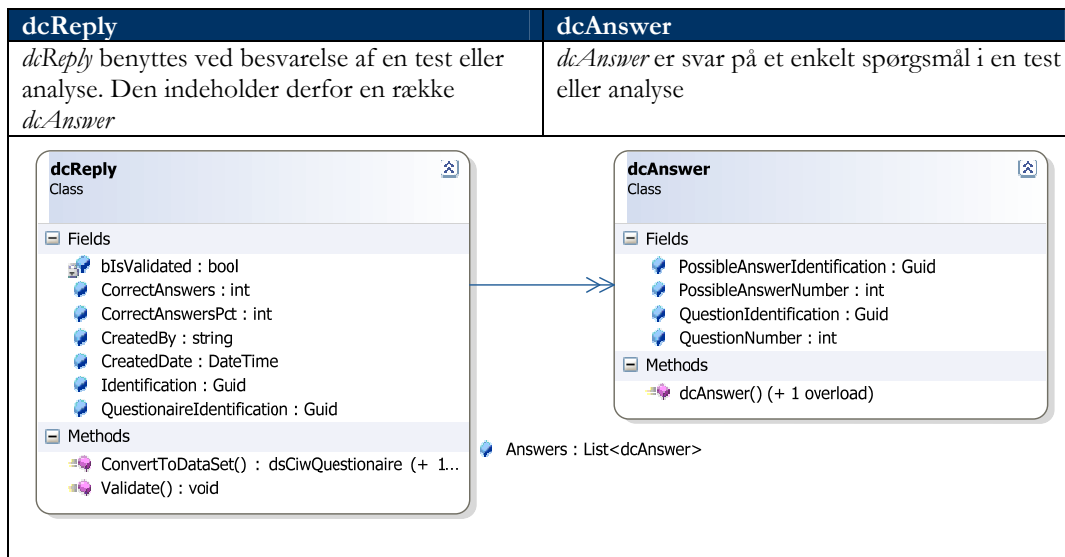 dcReply
dcAnswer
dcReply benyttes ved besvarelse af en test eller
analyse. Den indeholder derfor en række
dcAnswer
dcAnswer er svar på et enkelt spørgsmål i en test
eller analyse
dcReply
Class
Fields
bIsValidated : bool
CorrectAnswers : int
CorrectAnswersPct : int
CreatedBy : string
CreatedDate : DateTime
Identification : Guid
QuestionaireIdentification : Guid
Methods
ConvertToDataSet() : dsCiwQuestionaire (+ 1...
Validate() : void
Answers : List<dcAnswer>
dcAnswer
Class
Fields
PossibleAnswerIdentification : Guid
PossibleAnswerNumber : int
QuestionIdentification : Guid
QuestionNumber : int
Methods
dcAnswer() (+ 1 overload)